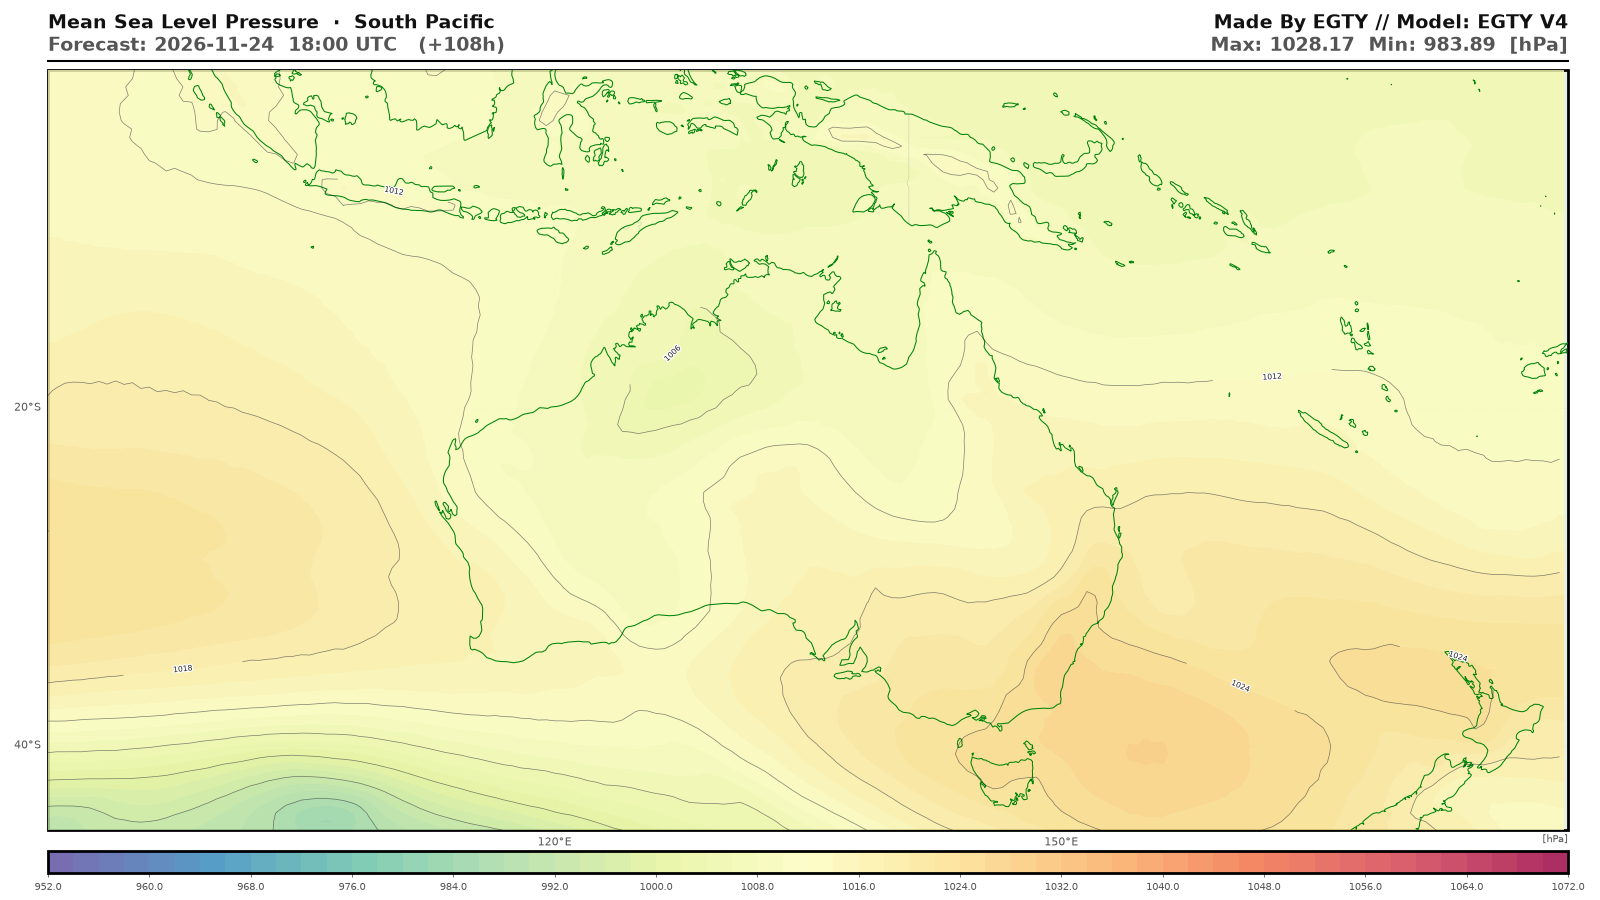 Mean Sea Level Pressure · South Pacific
Made By EGTY // Model: EGTY V4
Forecast: 2026-11-24 18:00 UTC (+108h)
Max: 1028.17 Min: 983.89 [hPa]
1012
1006
1012
20°S
1018
1024
1024
40°S
120°E
150°E
[hPa]
952.0 960.0 968.0 976.0 984.0 992.0 1000.0 1008.0 1016.0 1024.0 1032.0 1040.0 1048.0 1056.0 1064.0 1072.0